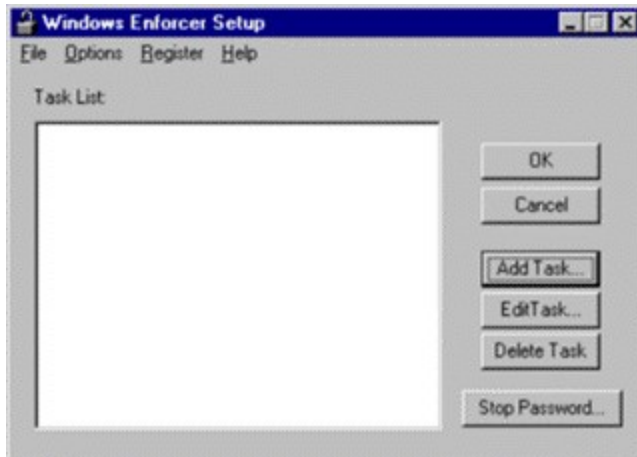 Windows Enforcer Setup
File Options Register Help
Task List:
OK
Cancel
Add Task...
EditTask...
Delete Task
Stop Password...